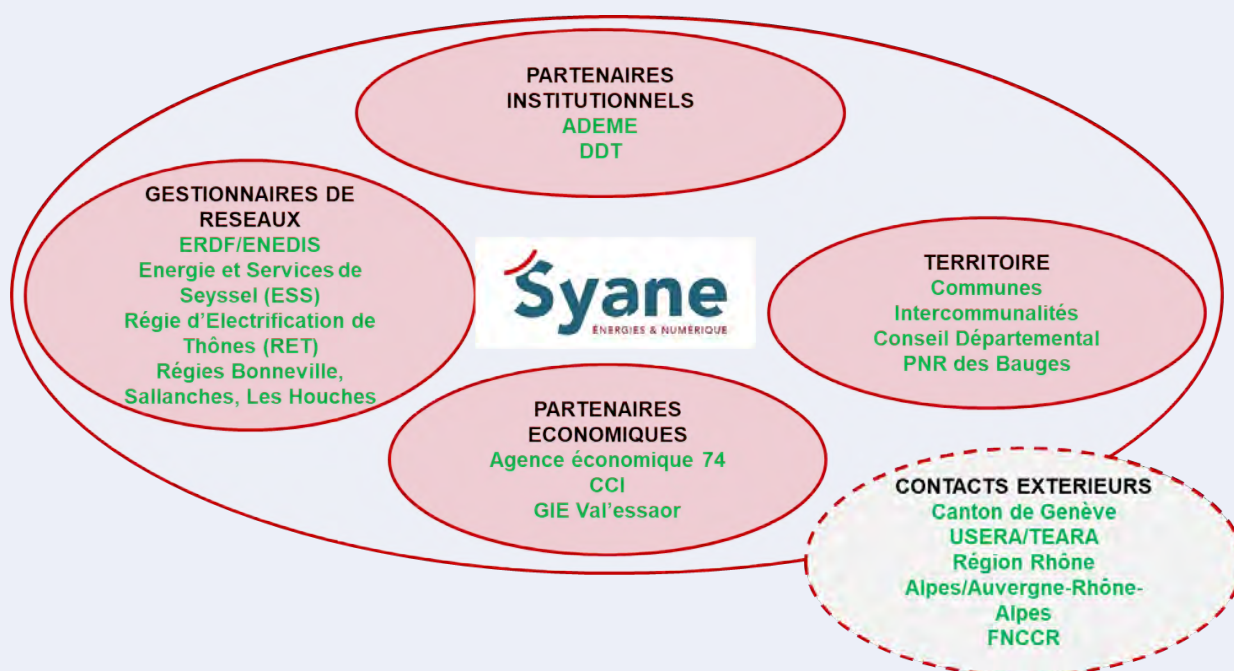 PARTENAIRES
INSTITUTIONNELS
ADEME
DDT
GESTIONNAIRES DE
RESEAUX
ERDF/ENEDIS
Energie et Services de
Seyssel (ESS)
Régie d'Electrification de
Thônes (RET)
Régies Bonneville,
Sallanches, Les Houches
Syane
ÉNERGIES & NUMÉRIQUE
TERRITOIRE
Communes
Intercommunalités
Conseil Départemental
PNR des Bauges
PARTENAIRES
ECONOMIQUES
Agence économique 74
CCI
GIE Val'essaor
CONTACTS EXTERIEURS
Canton de Genève
USERA/TEARA
Région Rhône
Alpes/Auvergne-Rhône-
Alpes
FNCCR